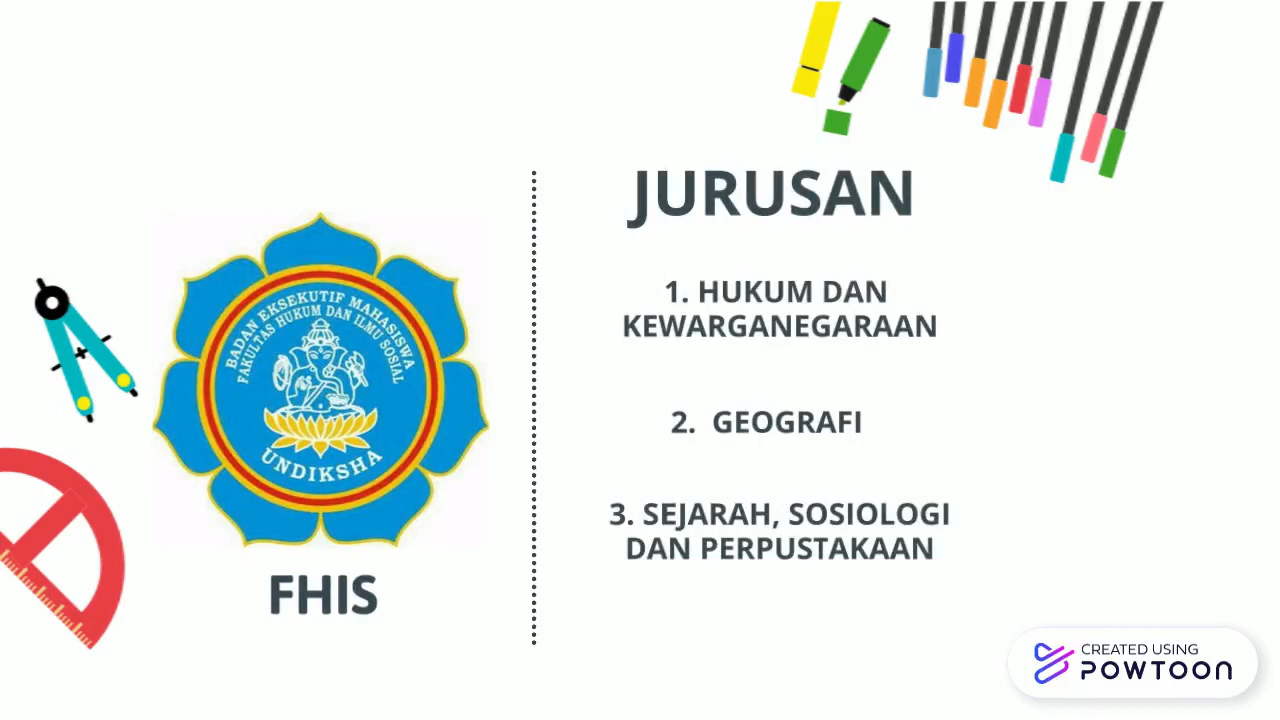 BADAN EKSEKUTIF MAHASISWA
FAKULTAS HUKUM DAN ILMU SOSIAL
UNDIKSHA
FHIS
JURUSAN
1. HUKUM DAN
KEWARGANEGARAAN
2. GEOGRAFI
3. SEJARAH, SOSIOLOGI
DAN PERPUSTAKAAN
CREATED USING
POWTOON